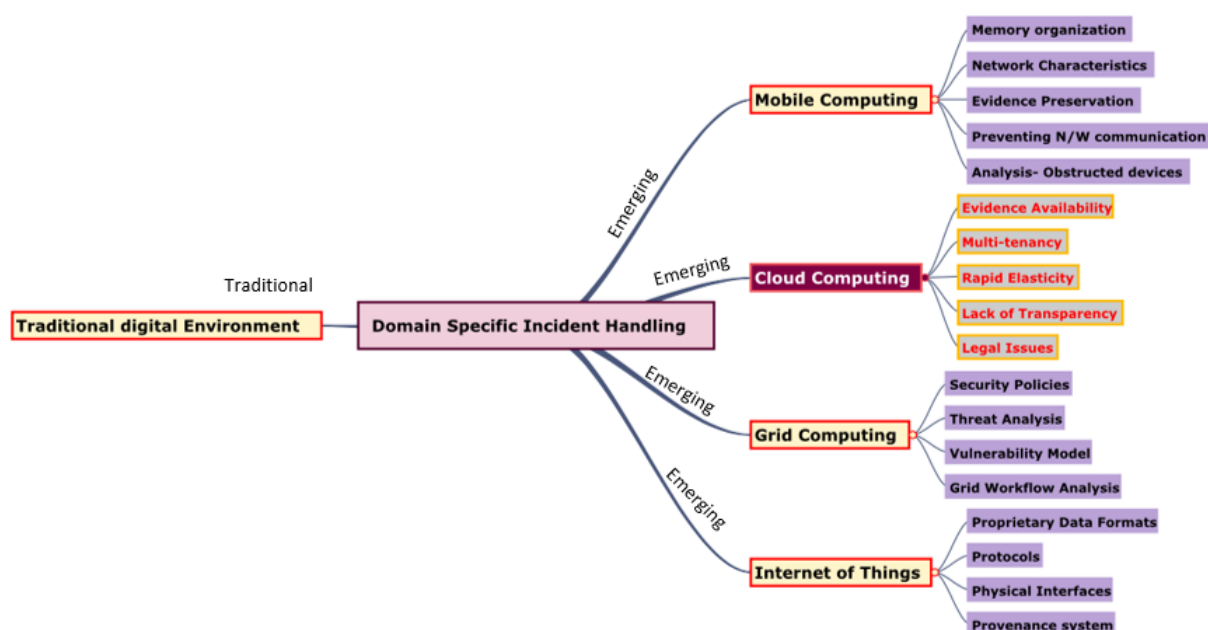 Memory organization
Network Characteristics
Mobile Computing
Evidence Preservation
Preventing N/W communication
Analysis- Obstructed devices
Emerging
Evidence Availability
Multi-tenancy
Emerging
Cloud Computing
Rapid Elasticity
Lack of Transparency
Legal Issues
Traditional
Traditional digital Environment
Domain Specific Incident Handling
Emerging
Security Policies
Threat Analysis
Grid Computing
Vulnerability Model
Grid Workflow Analysis
Emerging
Proprietary Data Formats
Protocols
Internet of Things
Physical Interfaces
Provenance system